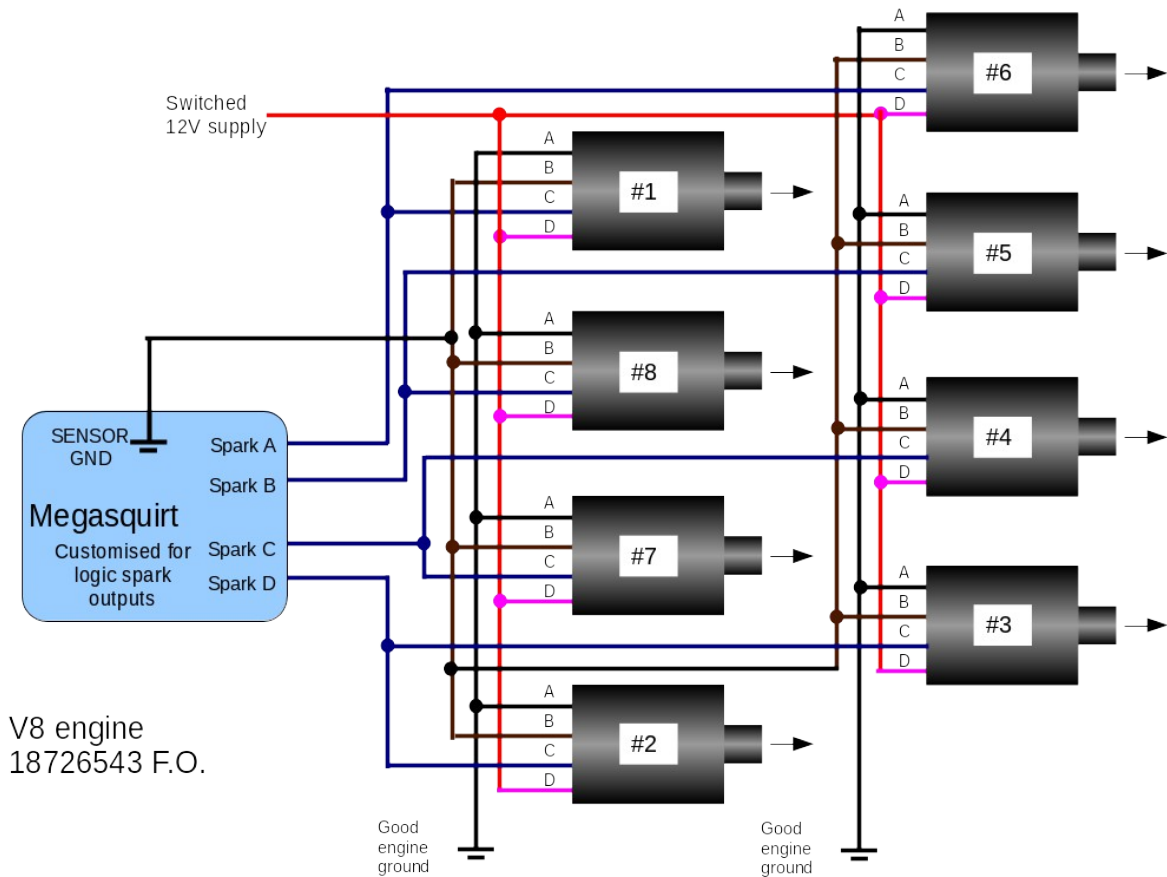 Switched
12V supply
A
B
C
D
#6
A
B
C
D
#1
A
B
C
D
#5
A
B
C
D
#8
A
B
C
D
#4
SENSOR
GND
Spark A
Spark B
Megasquirt
Customised for
logic spark
outputs
Spark C
Spark D
A
B
C
D
#7
A
B
C
D
#3
A
B
C
D
#2
V8 engine
18726543 F.O.
Good
engine
ground
Good
engine
ground